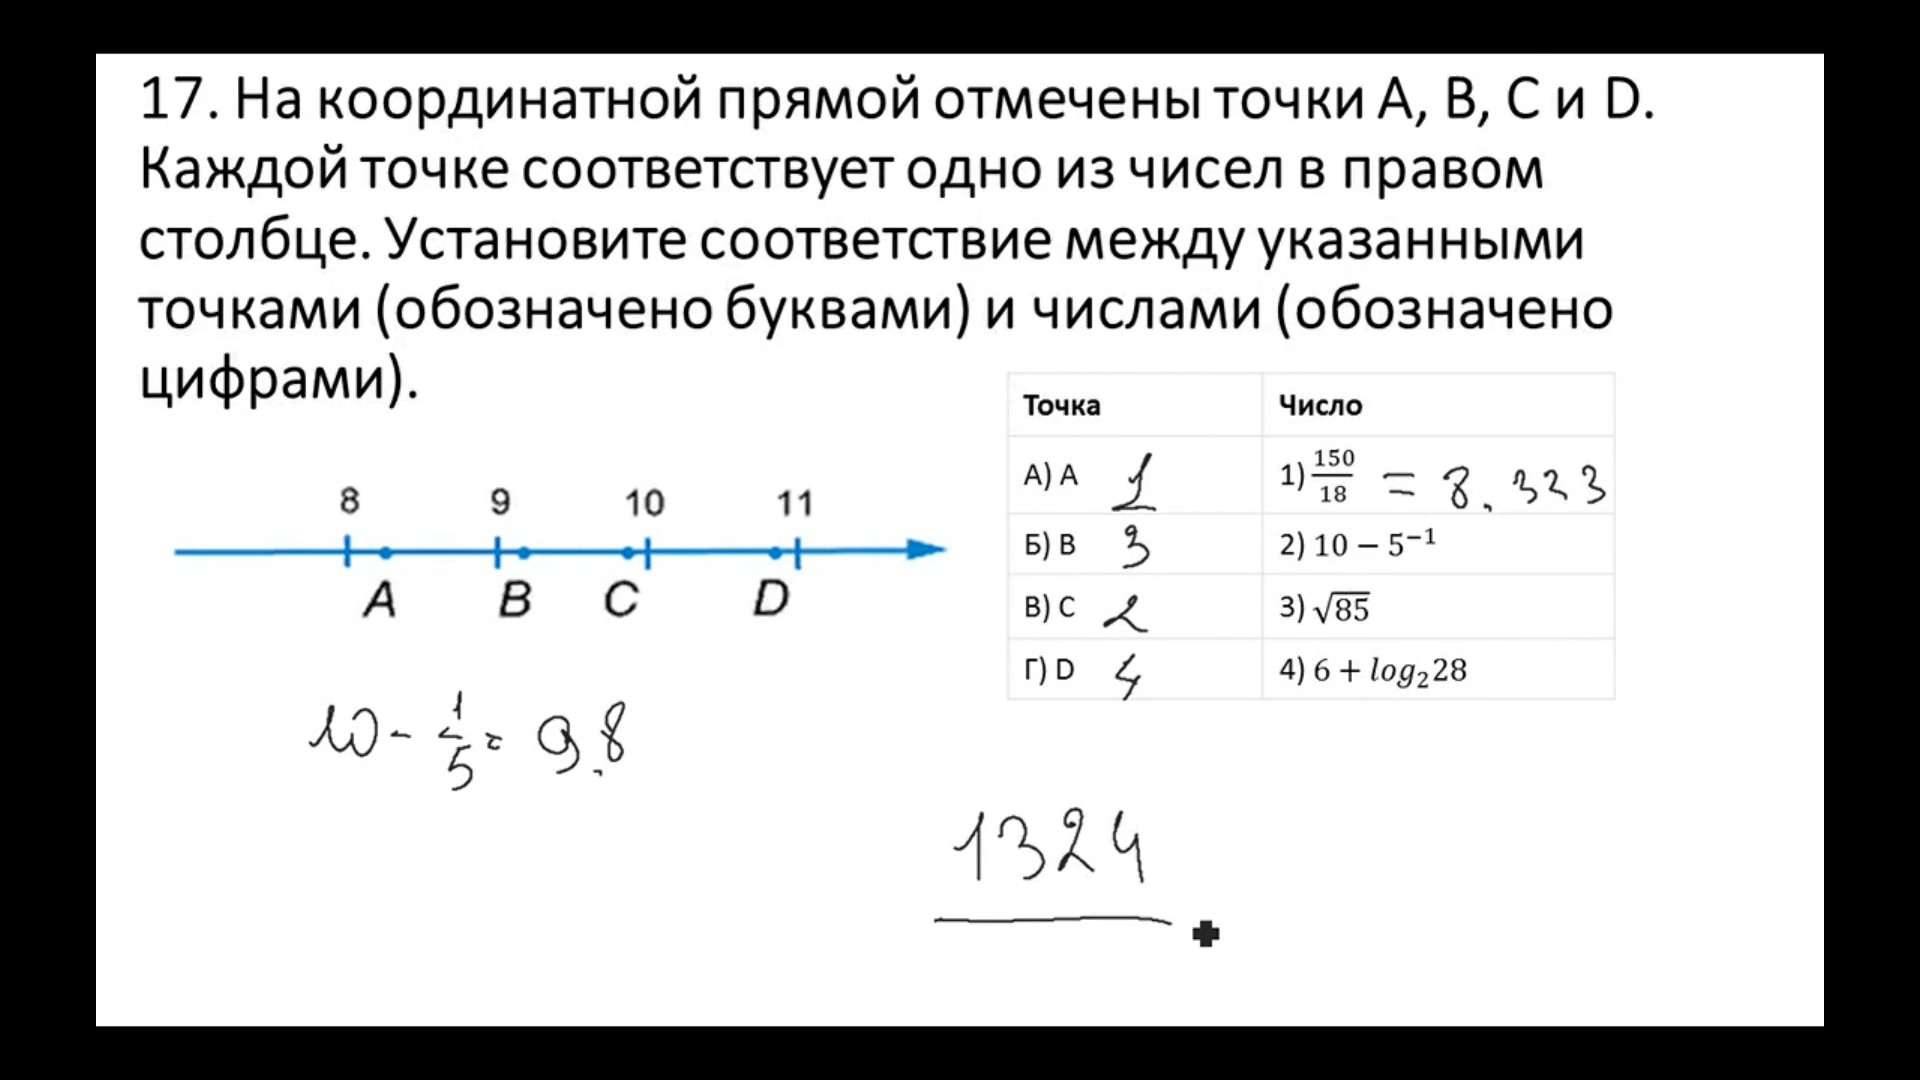 17. На координатной прямой отмечены точки A, B, C и D.
Каждой точке соответствует одно из чисел в правом
столбце. Установите соответствие между указанными
точками (обозначено буквами) и числами (обозначено
цифрами).
8 9 10 11
A B C D
Точка Число
А) A 1 1) 150/18 = 8.333
Б) B 3 2) 10 − 5⁻¹
В) C 2 3) √85
Г) D 4 4) 6 + log₂28
10 - 1/5 = 9.8
1324